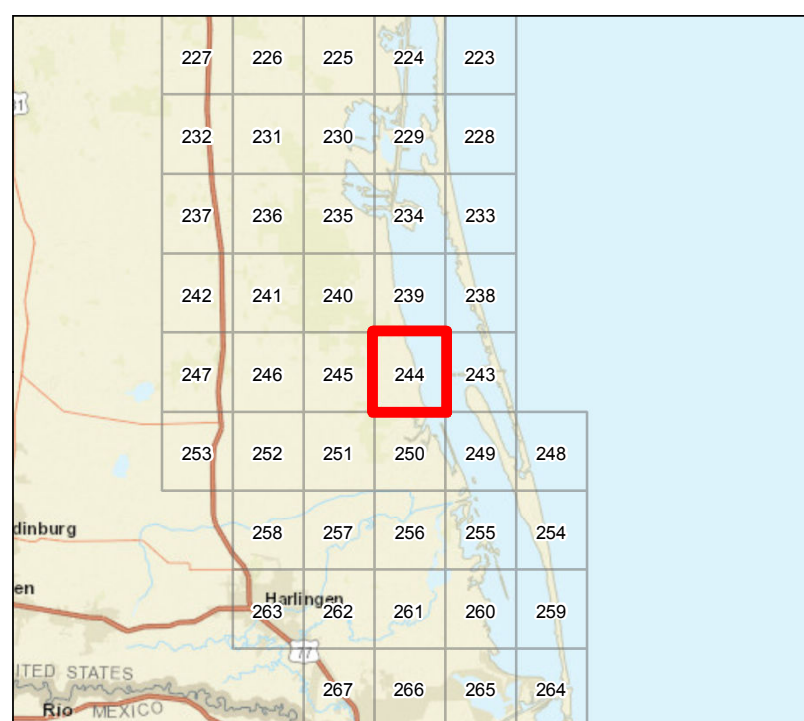 227 226 225 224 223
81
232 231 230 229 228
237 236 235 234 233
242 241 240 239 238
247 246 245 244 243
253 252 251 250 249 248
dinburg
258 257 256 255 254
en
Harlingen
263 262 261 260 259
77
ITED STATES
267 266 265 264
Rio MEXICO